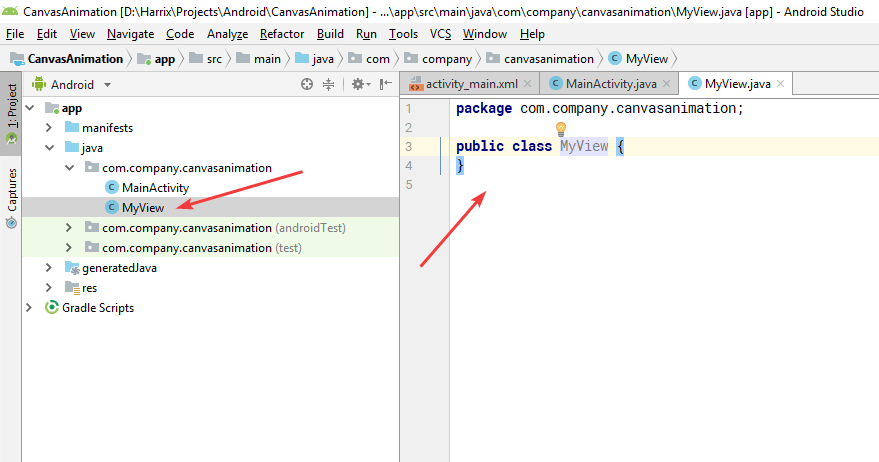 CanvasAnimation [D:\Harrix\Projects\Android\CanvasAnimation] - ...\app\src\main\java\com\company\canvasanimation\MyView.java [app] - Android Studio
File Edit View Navigate Code Analyze Refactor Build Run Tools VCS Window Help
CanvasAnimation app src main java com company canvasanimation MyView
1: Project
Captures
Android
app
manifests
java
com.company.canvasanimation
MainActivity
MyView
com.company.canvasanimation (androidTest)
com.company.canvasanimation (test)
generatedJava
res
Gradle Scripts
activity_main.xml MainActivity.java MyView.java
1 package com.company.canvasanimation;
2
3 public class MyView {
4 }
5